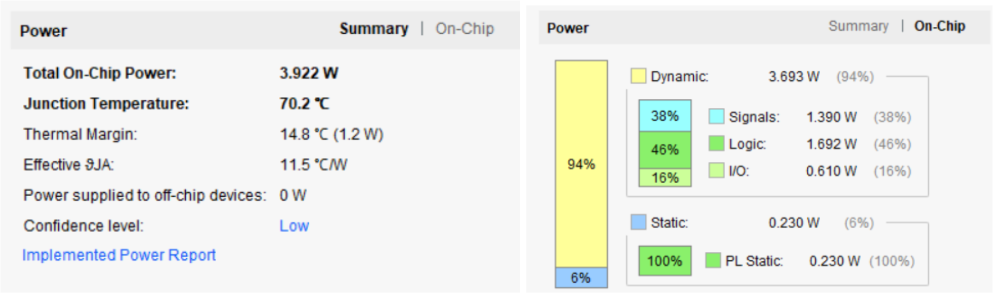 Power Summary | On-Chip
Total On-Chip Power: 3.922 W
Junction Temperature: 70.2 °C
Thermal Margin: 14.8 °C (1.2 W)
Effective ϑJA: 11.5 °C/W
Power supplied to off-chip devices: 0 W
Confidence level: Low
Implemented Power Report
Power Summary | On-Chip
94%
6%
Dynamic: 3.693 W (94%)
38% Signals: 1.390 W (38%)
46% Logic: 1.692 W (46%)
16% I/O: 0.610 W (16%)
Static: 0.230 W (6%)
100% PL Static: 0.230 W (100%)